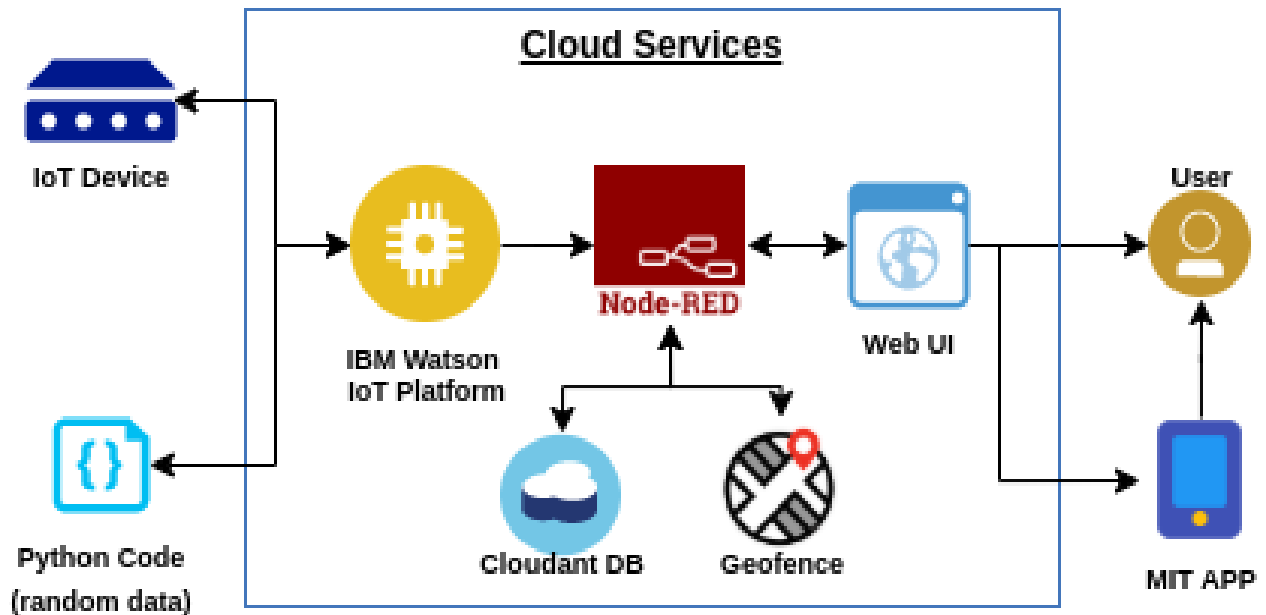 Cloud Services
IoT Device
User
Node-RED
Web UI
IBM Watson
IoT Platform
Cloudant DB
Geofence
Python Code
(random data)
MIT APP
{}